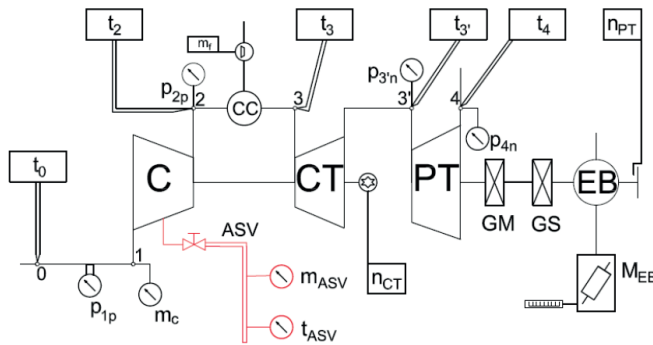 t2
t3
t3'
t4
nPT
mf
p2p
2
CC
3
p3'n
3'
4
p4n
t0
C
CT
PT
EB
GM
GS
ASV
0
1
p1p
mc
mASV
nCT
tASV
MEB